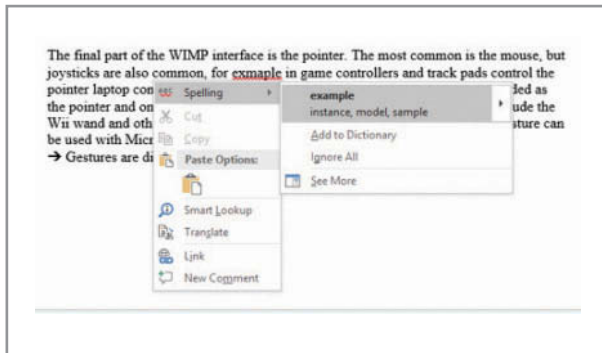 The final part of the WIMP interface is the pointer. The most common is the mouse, but
joysticks are also common, for exmaple in game controllers and track pads control the
pointer laptop con
ded as
the pointer and on
ude the
Wii wand and oth
sture can
be used with Micr
→ Gestures are di
ABC Spelling
Cut
Copy
Paste Options:
Smart Lookup
Translate
Link
New Comment
example
instance, model, sample
Add to Dictionary
Ignore All
See More